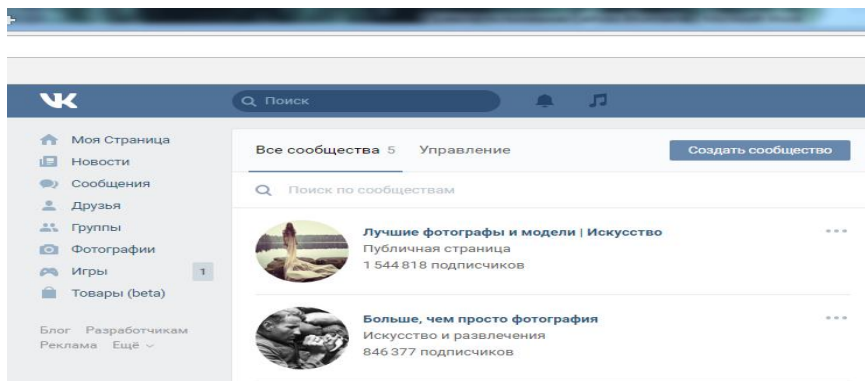 Поиск
Моя Страница
Новости
Сообщения
Друзья
Группы
Фотографии
Игры 1
Товары (beta)
Блог Разработчикам
Реклама Ещё
Все сообщества 5 Управление Создать сообщество
Поиск по сообществам
Лучшие фотографы и модели | Искусство
Публичная страница
1 544 818 подписчиков
Больше, чем просто фотография
Искусство и развлечения
846 377 подписчиков